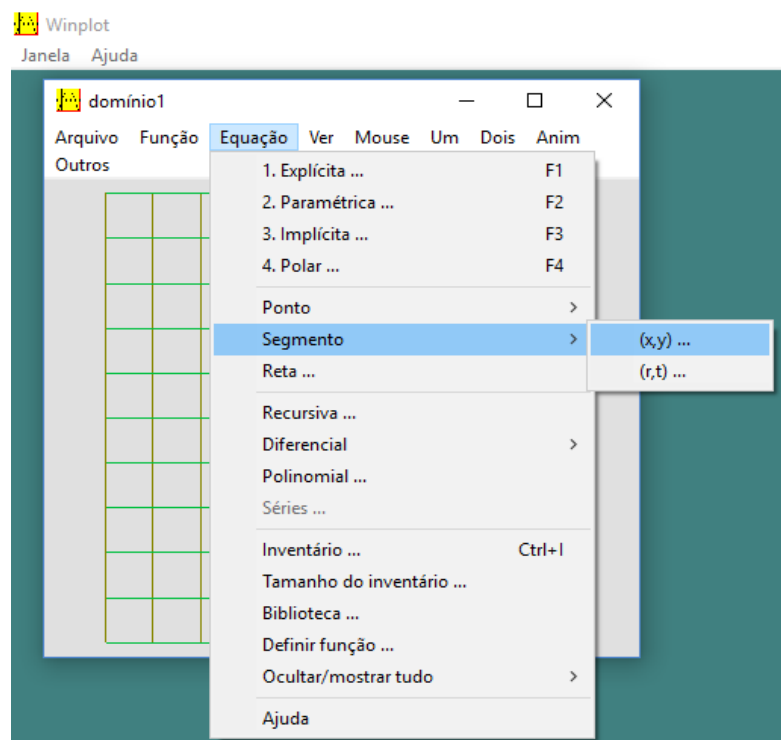 Winplot
Janela Ajuda
domínio1
Arquivo Função Equação Ver Mouse Um Dois Anim
Outros
1. Explícita ... F1
2. Paramétrica ... F2
3. Implícita ... F3
4. Polar ... F4
Ponto
Segmento
(x,y) ...
Reta ...
(r,t) ...
Recursiva ...
Diferencial
Polinomial ...
Séries ...
Inventário ... Ctrl+I
Tamanho do inventário ...
Biblioteca ...
Definir função ...
Ocultar/mostrar tudo
Ajuda